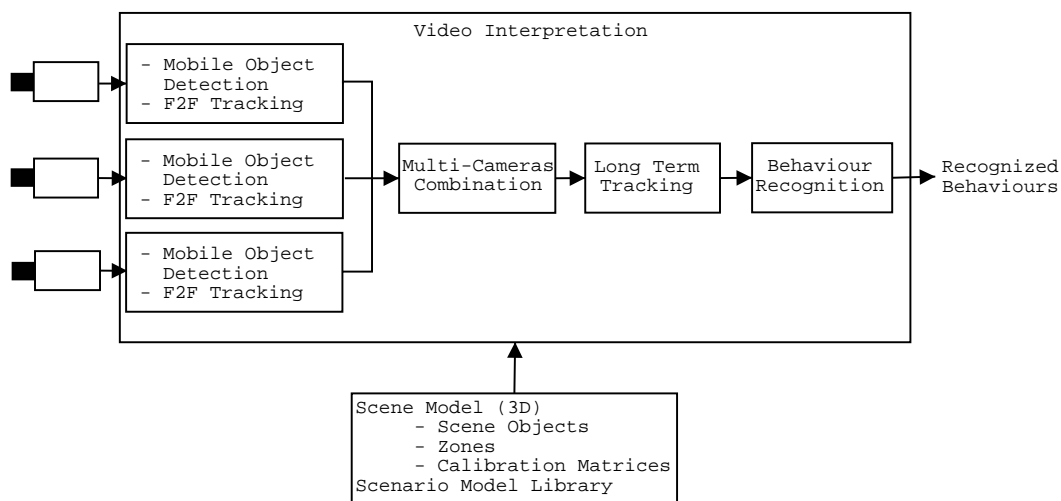 Video Interpretation
- Mobile Object
Detection
- F2F Tracking
- Mobile Object
Detection
- F2F Tracking
- Mobile Object
Detection
- F2F Tracking
Multi-Cameras
Combination
Long Term
Tracking
Behaviour
Recognition
Recognized
Behaviours
Scene Model (3D)
- Scene Objects
- Zones
- Calibration Matrices
Scenario Model Library